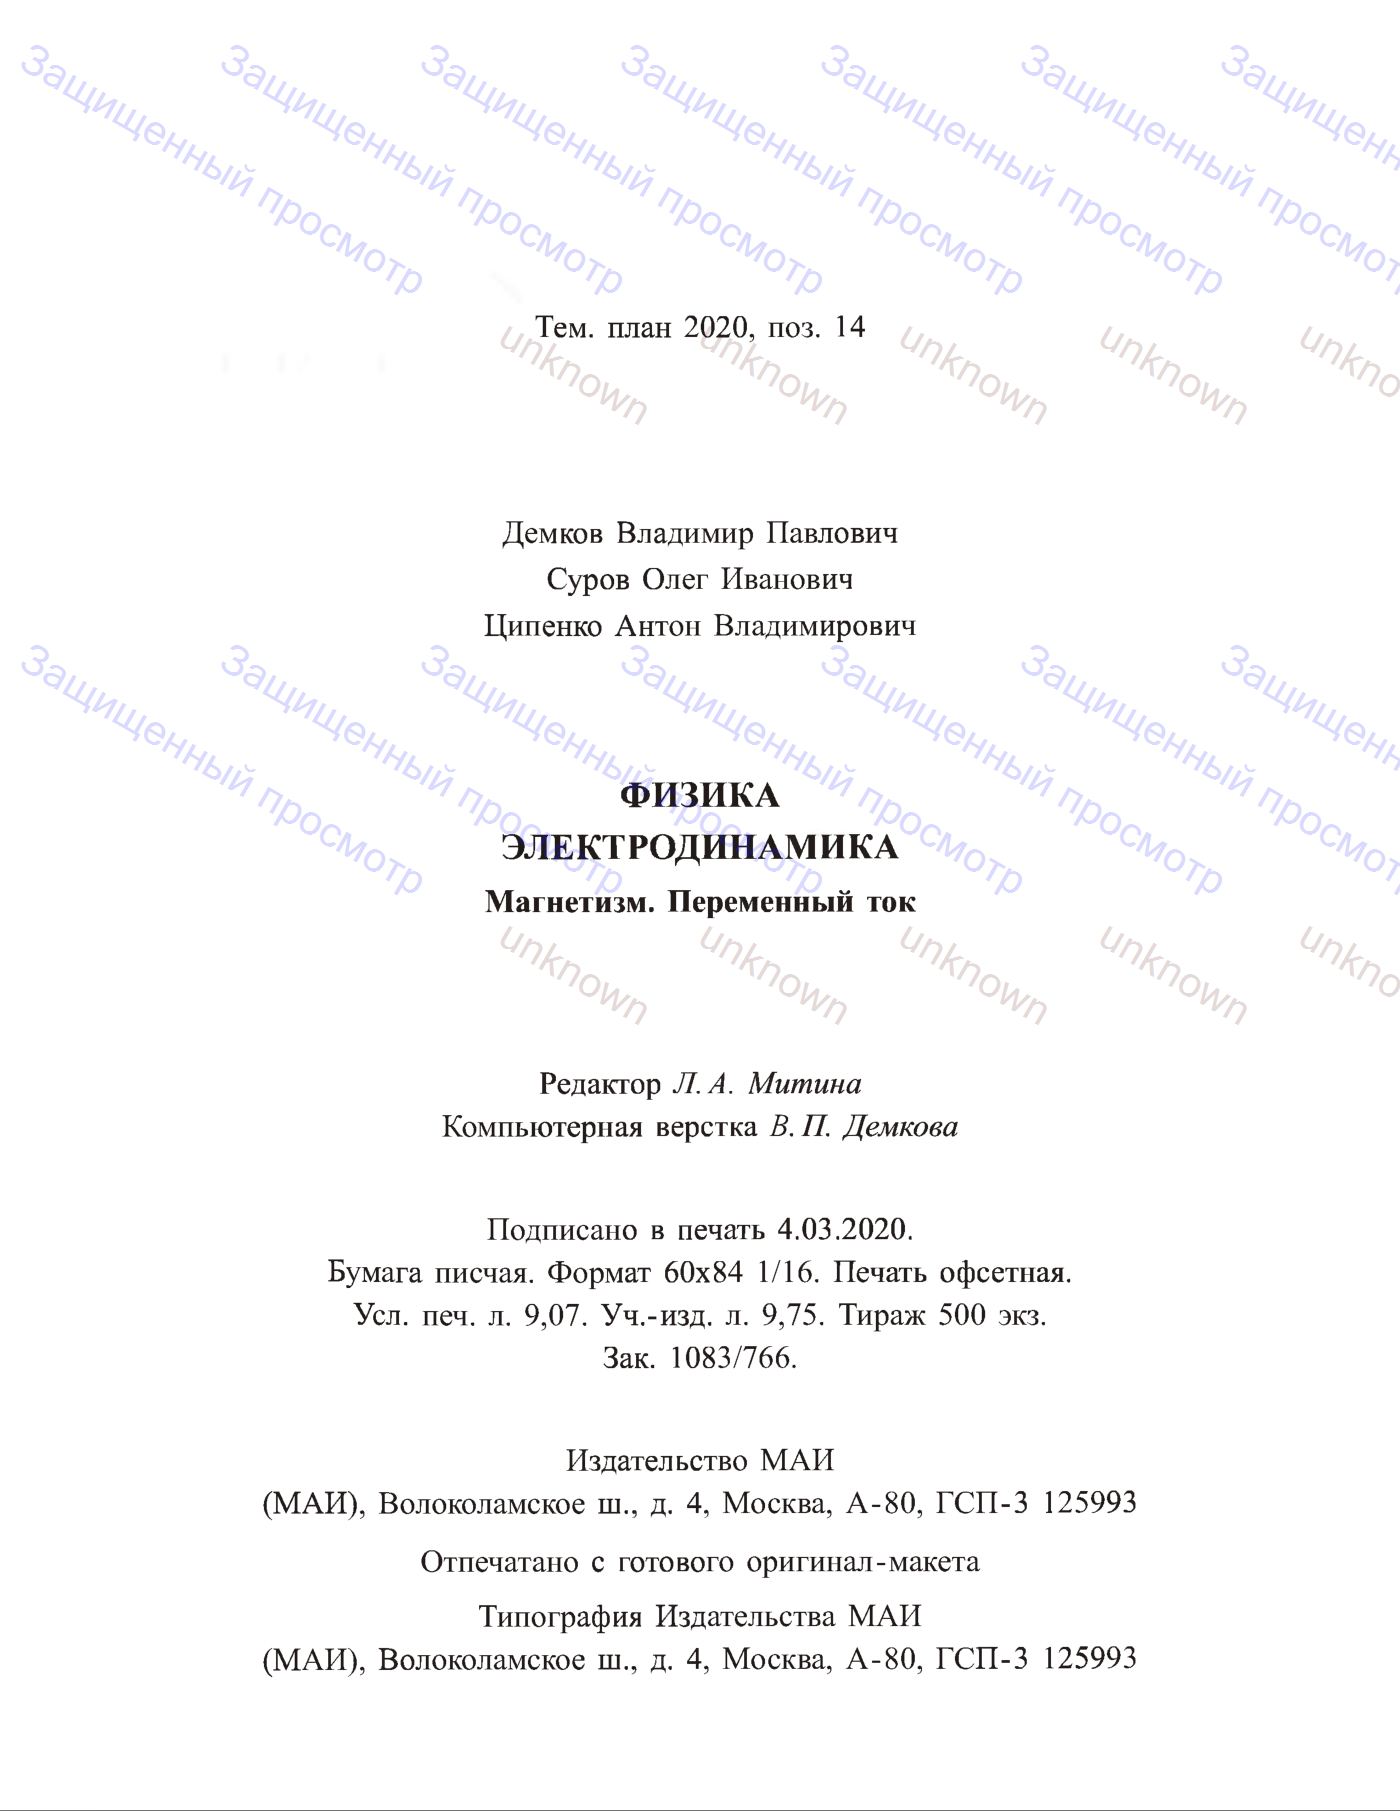 Тем. план 2020, поз. 14
Демков Владимир Павлович
Суров Олег Иванович
Ципенко Антон Владимирович
ФИЗИКА
ЭЛЕКТРОДИНАМИКА
Магнетизм. Переменный ток
Редактор Л. А. Митина
Компьютерная верстка В. П. Демкова
Подписано в печать 4.03.2020.
Бумага писчая. Формат 60х84 1/16. Печать офсетная.
Усл. печ. л. 9,07. Уч.-изд. л. 9,75. Тираж 500 экз.
Зак. 1083/766.
Издательство МАИ
(МАИ), Волоколамское ш., д. 4, Москва, А-80, ГСП-3 125993
Отпечатано с готового оригинал-макета
Типография Издательства МАИ
(МАИ), Волоколамское ш., д. 4, Москва, А-80, ГСП-3 125993
Защищенный просмотр Защищенный просмотр Защищенный просмотр Защищенный просмотр Защищенный просмотр Защищенный просмотр Защищенный просмотр
unknown unknown unknown unknown unknown
Защищенный просмотр Защищенный просмотр Защищенный просмотр Защищенный просмотр Защищенный просмотр Защищенный просмотр Защищенный просмотр
unknown unknown unknown unknown unknown